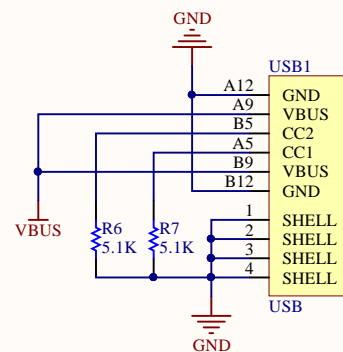 GND
USB1
A12 GND
A9 VBUS
B5 CC2
A5 CC1
B9 VBUS
B12 GND
1 SHELL
2 SHELL
3 SHELL
4 SHELL
VBUS
R6 R7
5.1K 5.1K
USB
GND